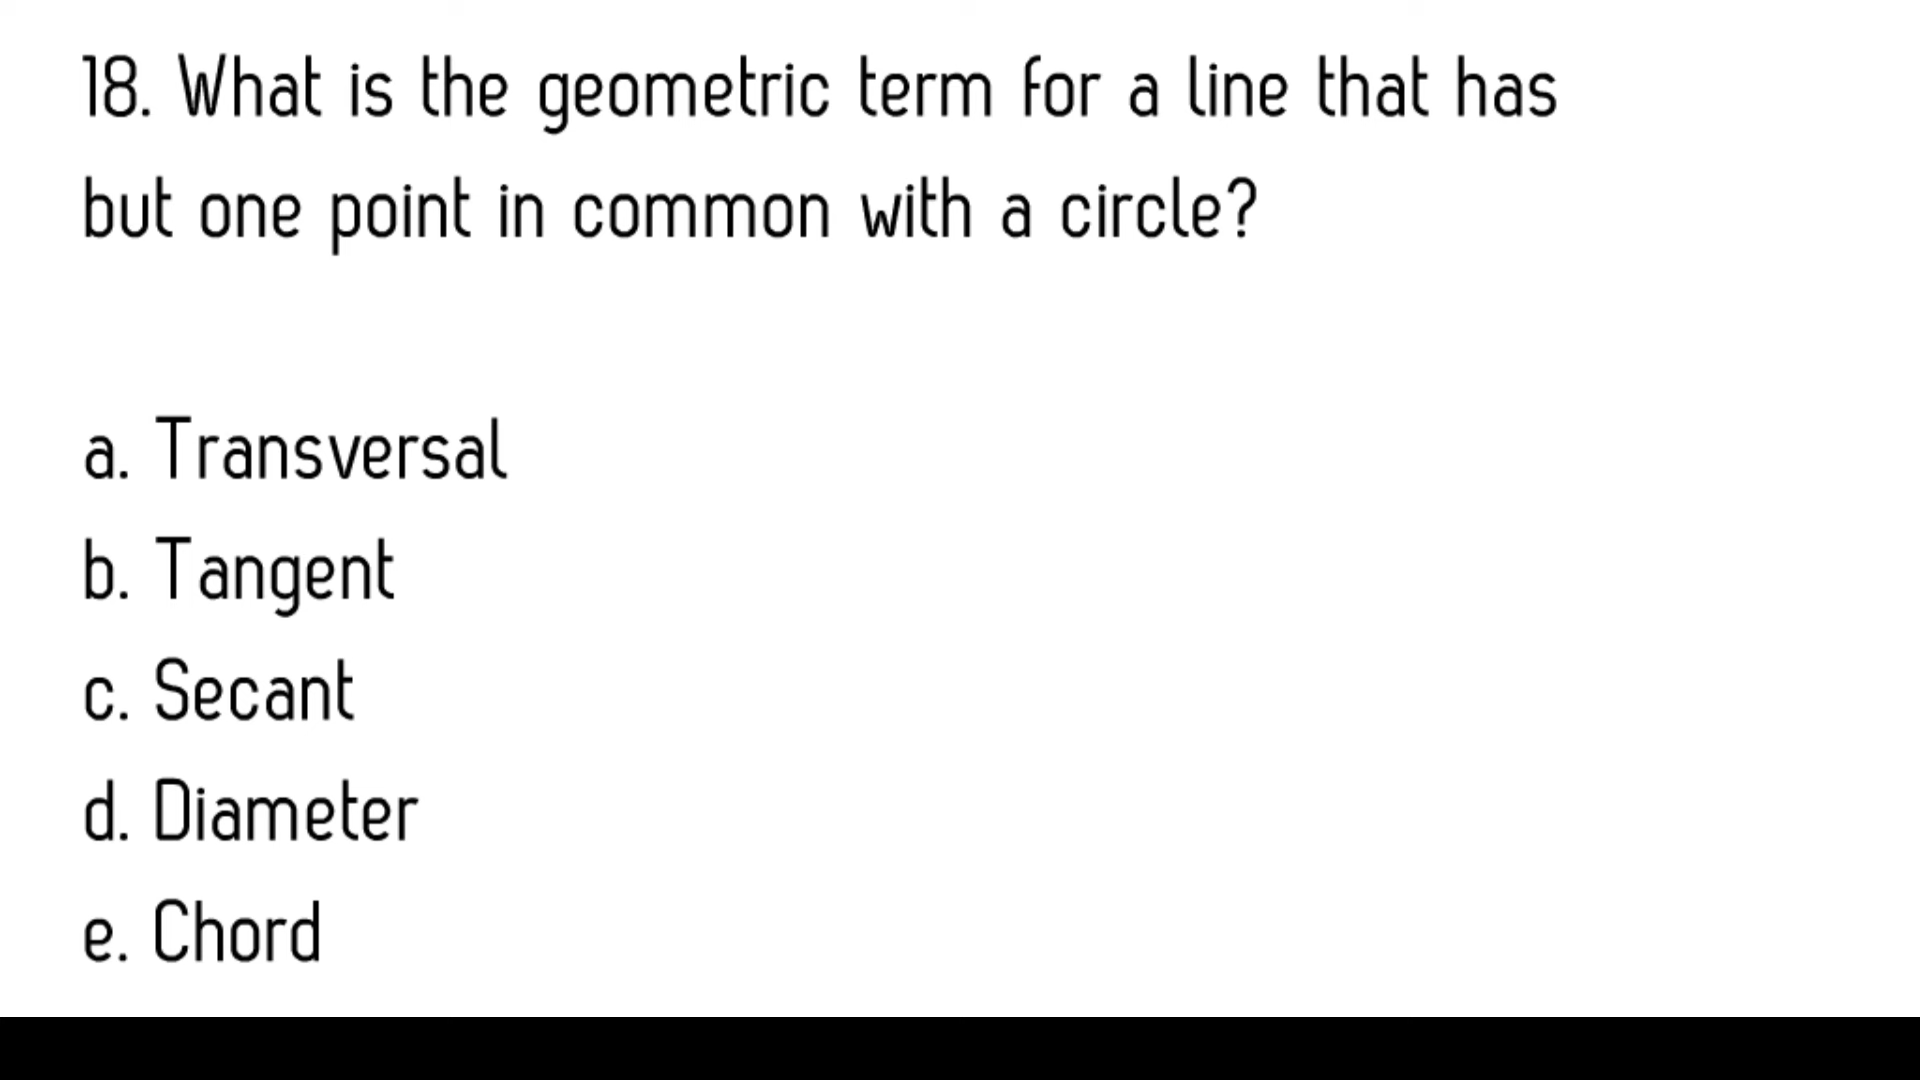 18. What is the geometric term for a line that has
but one point in common with a circle?
a. Transversal
b. Tangent
c. Secant
d. Diameter
e. Chord